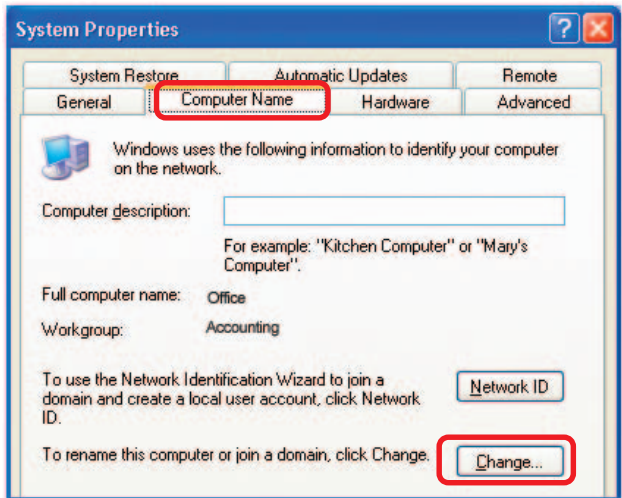 System Properties
System Restore
Automatic Updates
Remote
General
Computer Name
Hardware
Advanced
Windows uses the following information to identify your computer
on the network.
Computer description:
For example: "Kitchen Computer" or "Mary's
Computer".
Full computer name: Office
Workgroup: Accounting
To use the Network Identification Wizard to join a
domain and create a local user account, click Network
ID.
Network ID
To rename this computer or join a domain, click Change.
Change...